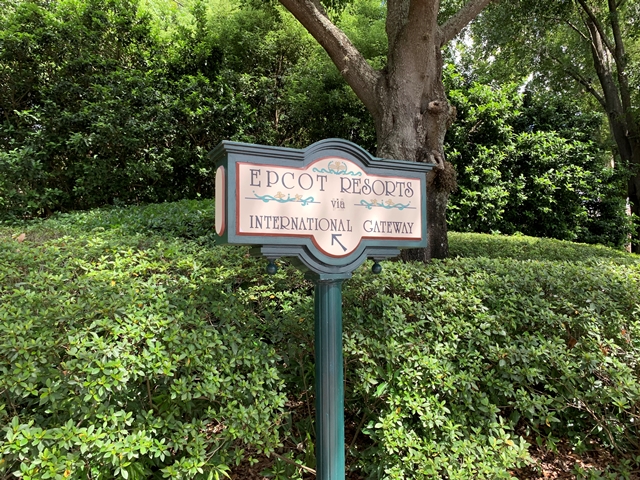 EPCOT RESORTS
via
INTERNATIONAL GATEWAY